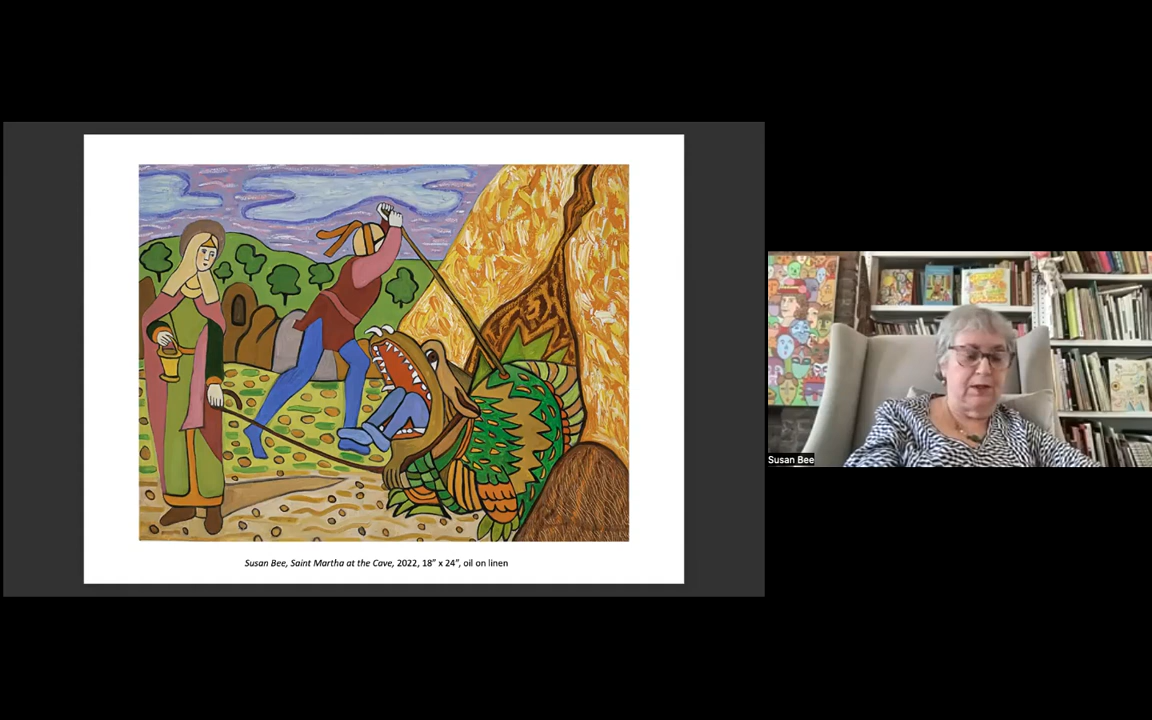 Susan Bee, Saint Martha at the Cave, 2022, 18" x 24", oil on linen
Susan Bee